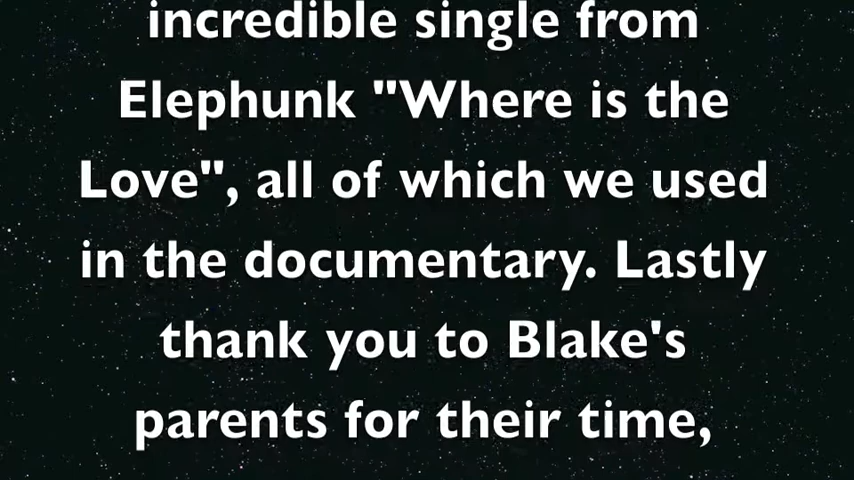 incredible single from
Elephunk "Where is the
Love", all of which we used
in the documentary. Lastly
thank you to Blake's
parents for their time,